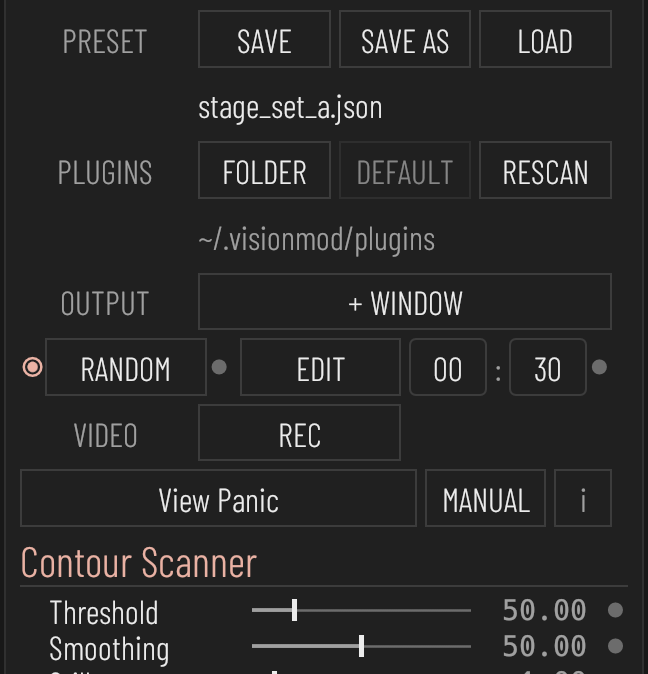 PRESET SAVE SAVE AS LOAD
stage_set_a.json
PLUGINS FOLDER DEFAULT RESCAN
~/.visionmod/plugins
OUTPUT + WINDOW
RANDOM EDIT 00 : 30
VIDEO REC
View Panic MANUAL i
Contour Scanner
Threshold 50.00
Smoothing 50.00